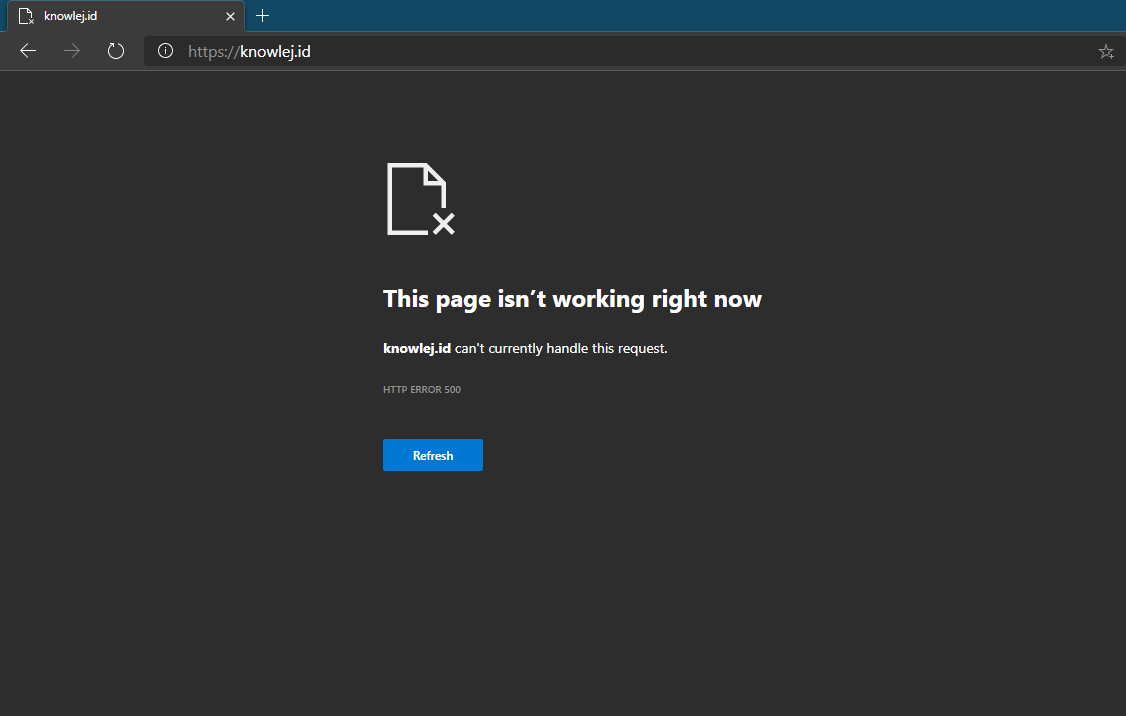 knowlej.id
https://knowlej.id
This page isn’t working right now
knowlej.id can't currently handle this request.
HTTP ERROR 500
Refresh